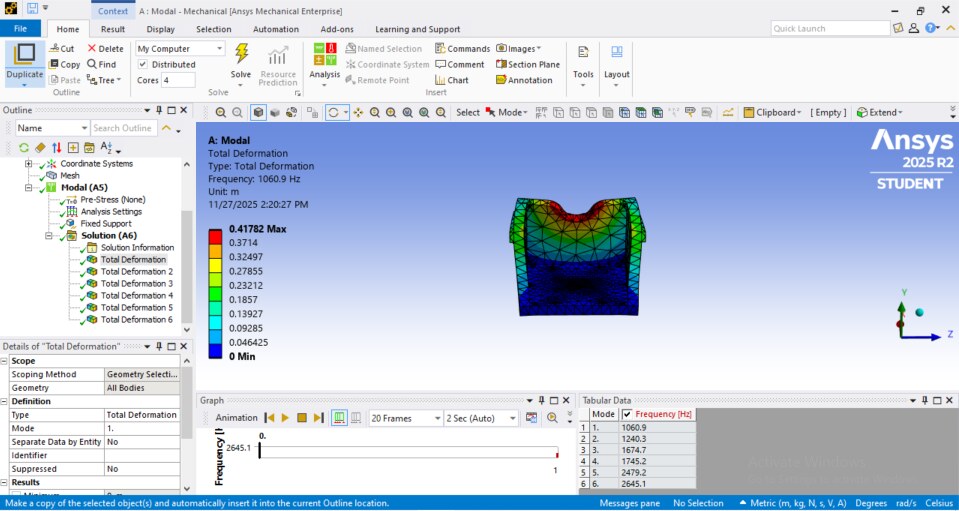 Context
A : Modal - Mechanical [Ansys Mechanical Enterprise]
File
Home
Result
Display
Selection
Automation
Add-ons
Learning and Support
Quick Launch
Duplicate
Cut
Delete
Copy
Find
Paste
Tree
Outline
My Computer
Distributed
Cores 4
Solve
Resource
Prediction
Solve
Analysis
Named Selection
Coordinate System
Remote Point
Commands
Comment
Chart
Images
Section Plane
Annotation
Insert
Tools
Layout
Outline
Name
Search Outline
Select
Mode
Clipboard
[ Empty ]
Extend
Coordinate Systems
Mesh
Modal (A5)
Pre-Stress (None)
Analysis Settings
Fixed Support
Solution (A6)
Solution Information
Total Deformation
Total Deformation 2
Total Deformation 3
Total Deformation 4
Total Deformation 5
Total Deformation 6
A: Modal
Total Deformation
Type: Total Deformation
Frequency: 1060.9 Hz
Unit: m
11/27/2025 2:20:27 PM
0.41782 Max
0.3714
0.32497
0.27855
0.23212
0.1857
0.13927
0.09285
0.046425
0 Min
Ansys
2025 R2
STUDENT
Y
Z
Details of "Total Deformation"
Scope
Scoping Method Geometry Selecti...
Geometry All Bodies
Definition
Type Total Deformation
Mode 1.
Separate Data by Entity No
Identifier
Suppressed No
Results
Graph
Animation
20 Frames
2 Sec (Auto)
Frequency [
2645.1
0.
1
Tabular Data
Mode Frequency [Hz]
1 1. 1060.9
2 2. 1240.3
3 3. 1674.7
4 4. 1745.2
5 5. 2479.2
6 6. 2645.1
Activate Windows
Make a copy of the selected object(s) and automatically insert it into the current Outline location.
Messages pane
No Selection
Metric (m, kg, N, s, V, A)
Degrees
rad/s
Celsius